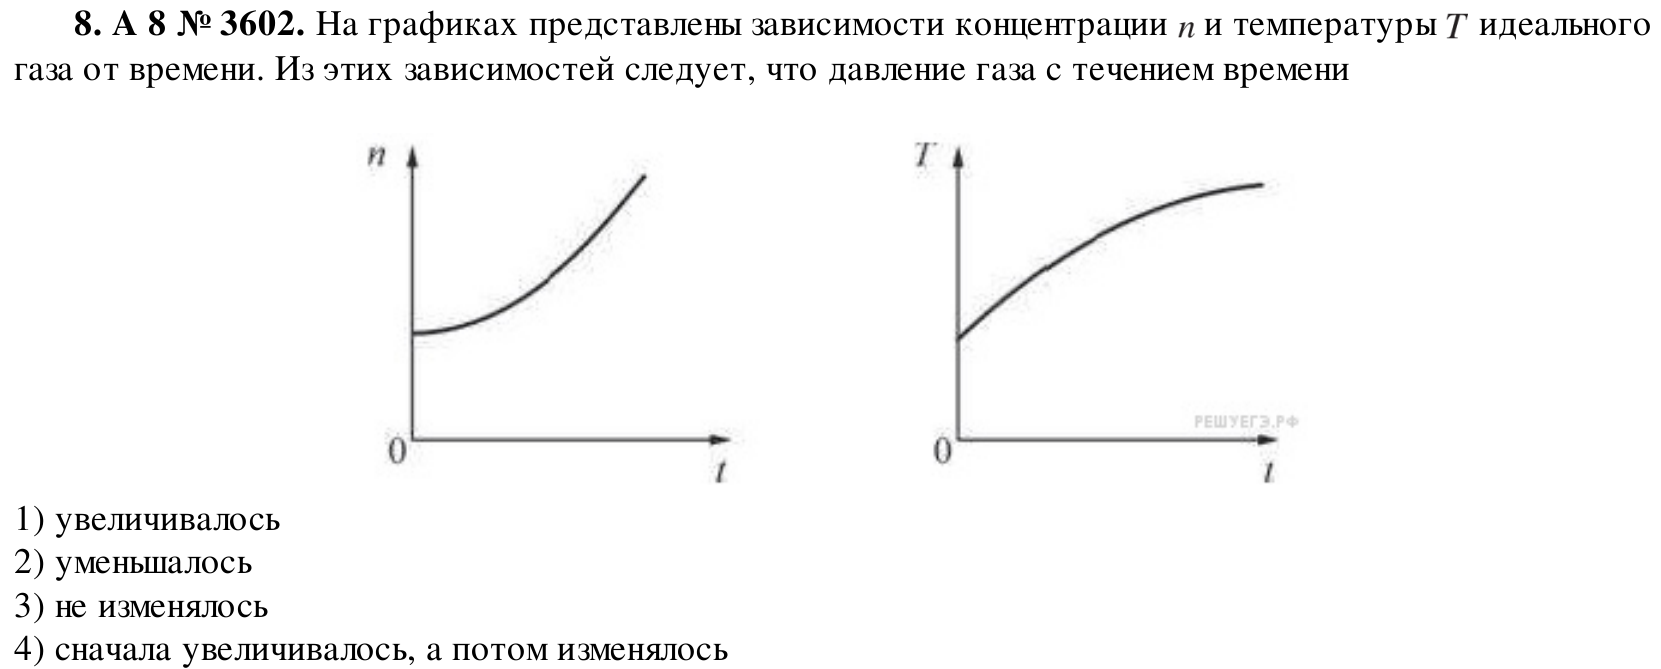 8. А 8 № 3602. На графиках представлены зависимости концентрации n и температуры T идеального
газа от времени. Из этих зависимостей следует, что давление газа с течением времени
n
0
t
T
РЕШУЕГЭ.РФ
0
t
1) увеличивалось
2) уменьшалось
3) не изменялось
4) сначала увеличивалось, а потом изменялось